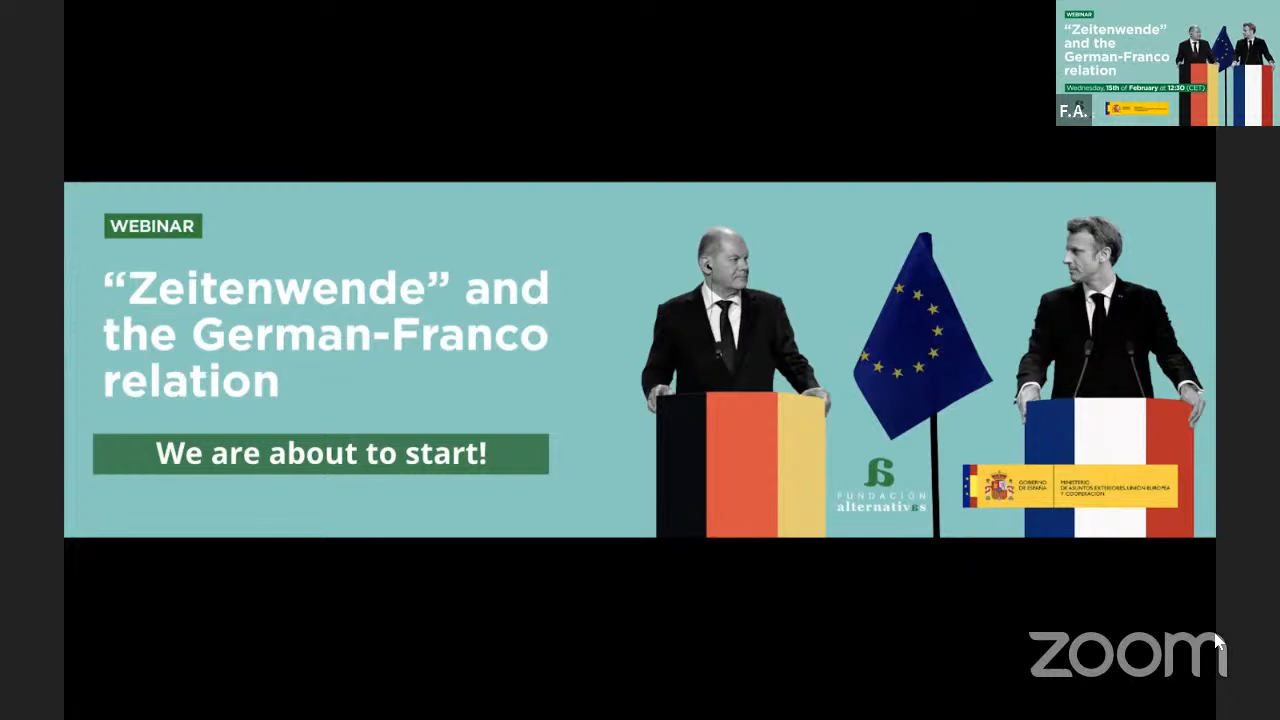 WEBINAR
“Zeitenwende”
and the
German-Franco
relation
Wednesday, 15th of February at 12:30 (CET)
F.A.
WEBINAR
“Zeitenwende” and
the German-Franco
relation
We are about to start!
FUNDACIÓN
alternativas
GOBIERNO
DE ESPAÑA
MINISTERIO
DE ASUNTOS EXTERIORES, UNIÓN EUROPEA
Y COOPERACIÓN
zoom